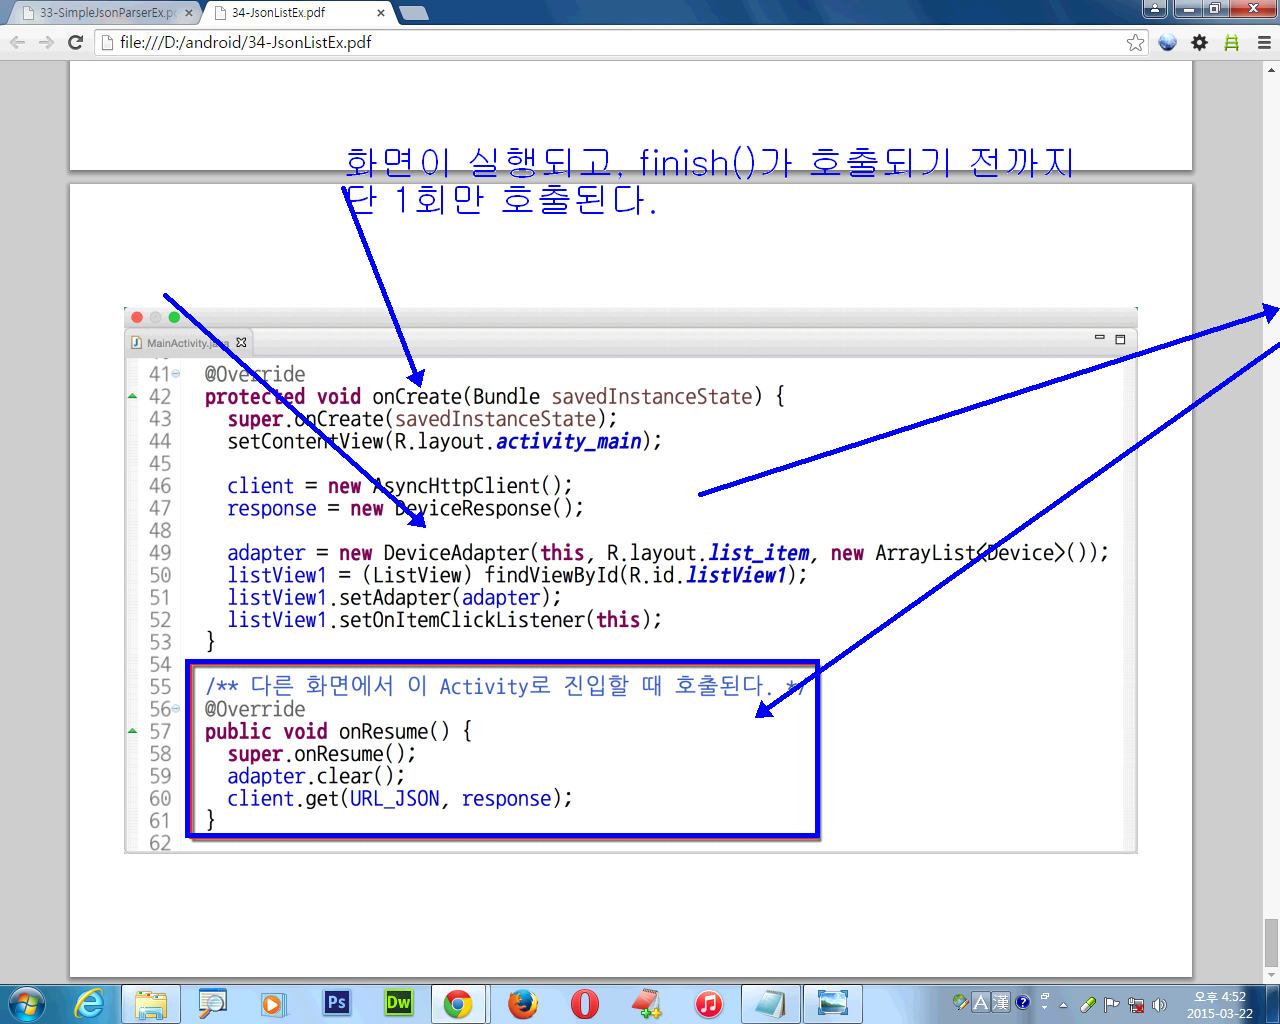 33-SimpleJsonParserEx.pd
34-JsonListEx.pdf
file:///D:/android/34-JsonListEx.pdf
화면이 실행되고, finish()가 호출되기 전까지
단 1회만 호출된다.
MainActivity.java
41 @Override
42 protected void onCreate(Bundle savedInstanceState) {
43 super.onCreate(savedInstanceState);
44 setContentView(R.layout.activity_main);
45
46 client = new AsyncHttpClient();
47 response = new DeviceResponse();
48
49 adapter = new DeviceAdapter(this, R.layout.list_item, new ArrayList<Device>());
50 listView1 = (ListView) findViewById(R.id.listView1);
51 listView1.setAdapter(adapter);
52 listView1.setOnItemClickListener(this);
53 }
54
55 /** 다른 화면에서 이 Activity로 진입할 때 호출된다. */
56 @Override
57 public void onResume() {
58 super.onResume();
59 adapter.clear();
60 client.get(URL_JSON, response);
61 }
62
Ps
Dw
A 漢
오후 4:52
2015-03-22